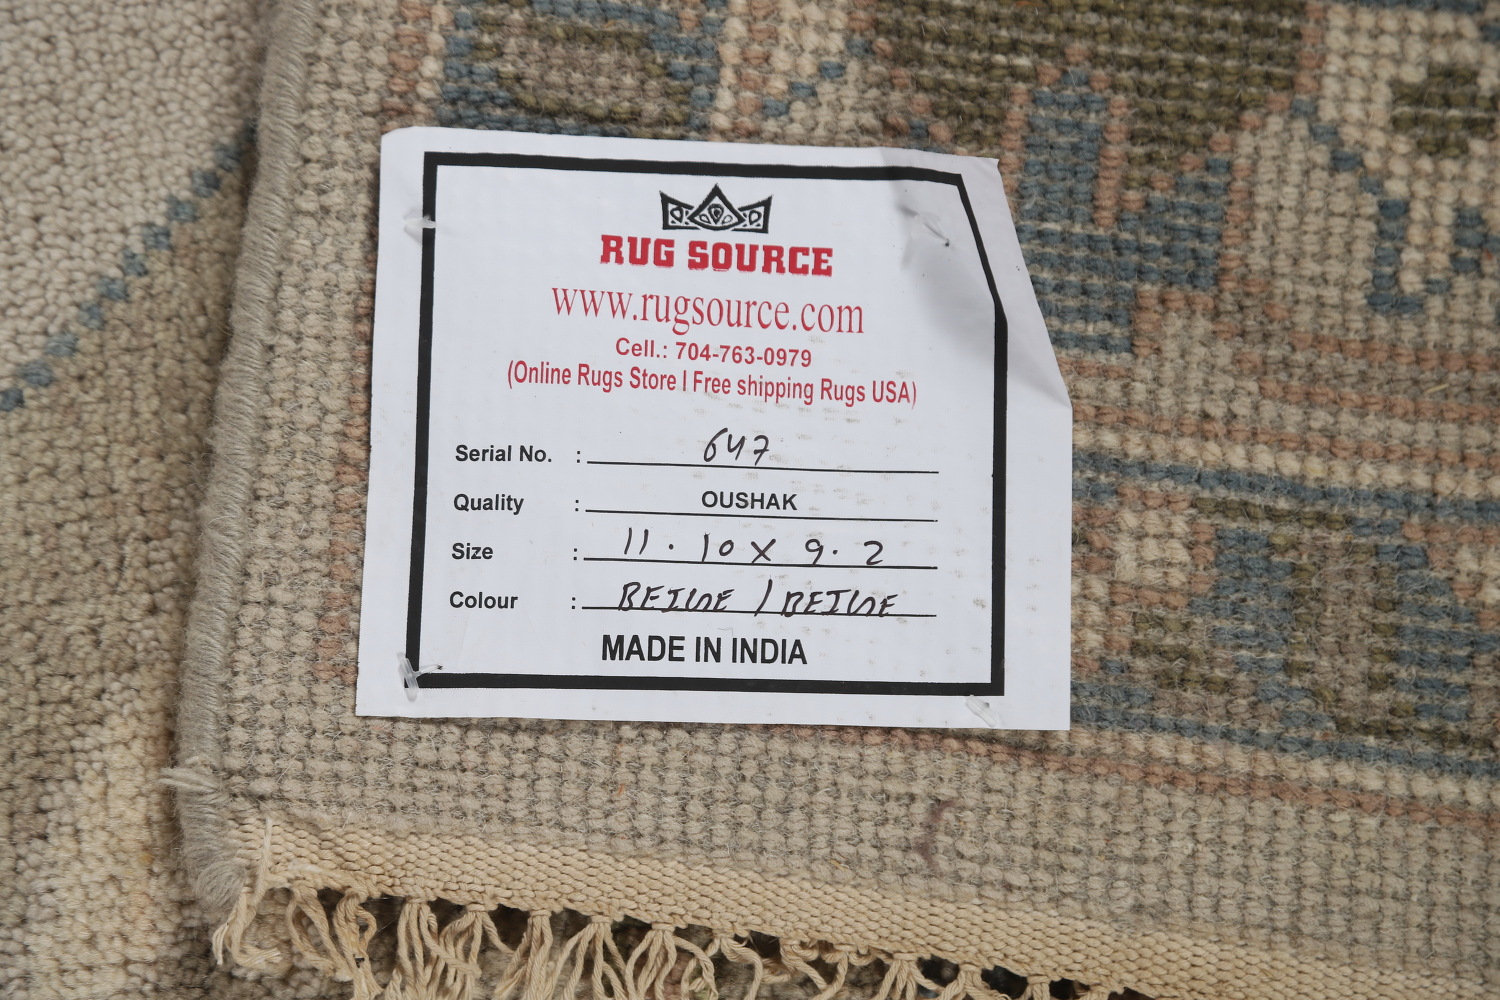 RUG SOURCE
www.rugsource.com
Cell.: 704-763-0979
(Online Rugs Store | Free shipping Rugs USA)
Serial No. : 647
Quality : OUSHAK
Size : 11.10 X 9.2
Colour : BEIGE / BEIGE
MADE IN INDIA